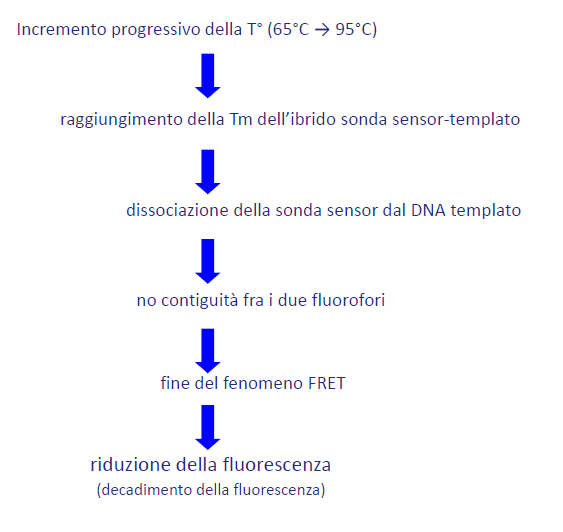 Incremento progressivo della T° (65°C → 95°C)
raggiungimento della Tm dell’ibrido sonda sensor-templato
dissociazione della sonda sensor dal DNA templato
no contiguità fra i due fluorofori
fine del fenomeno FRET
riduzione della fluorescenza
(decadimento della fluorescenza)